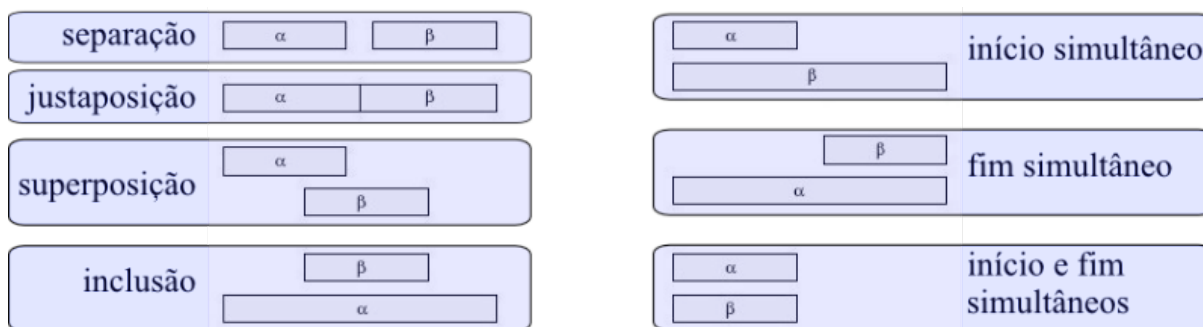 separação α β
justaposição α β
superposição α
β
inclusão β
α
α início simultâneo
β
β fim simultâneo
α
α início e fim
β simultâneos